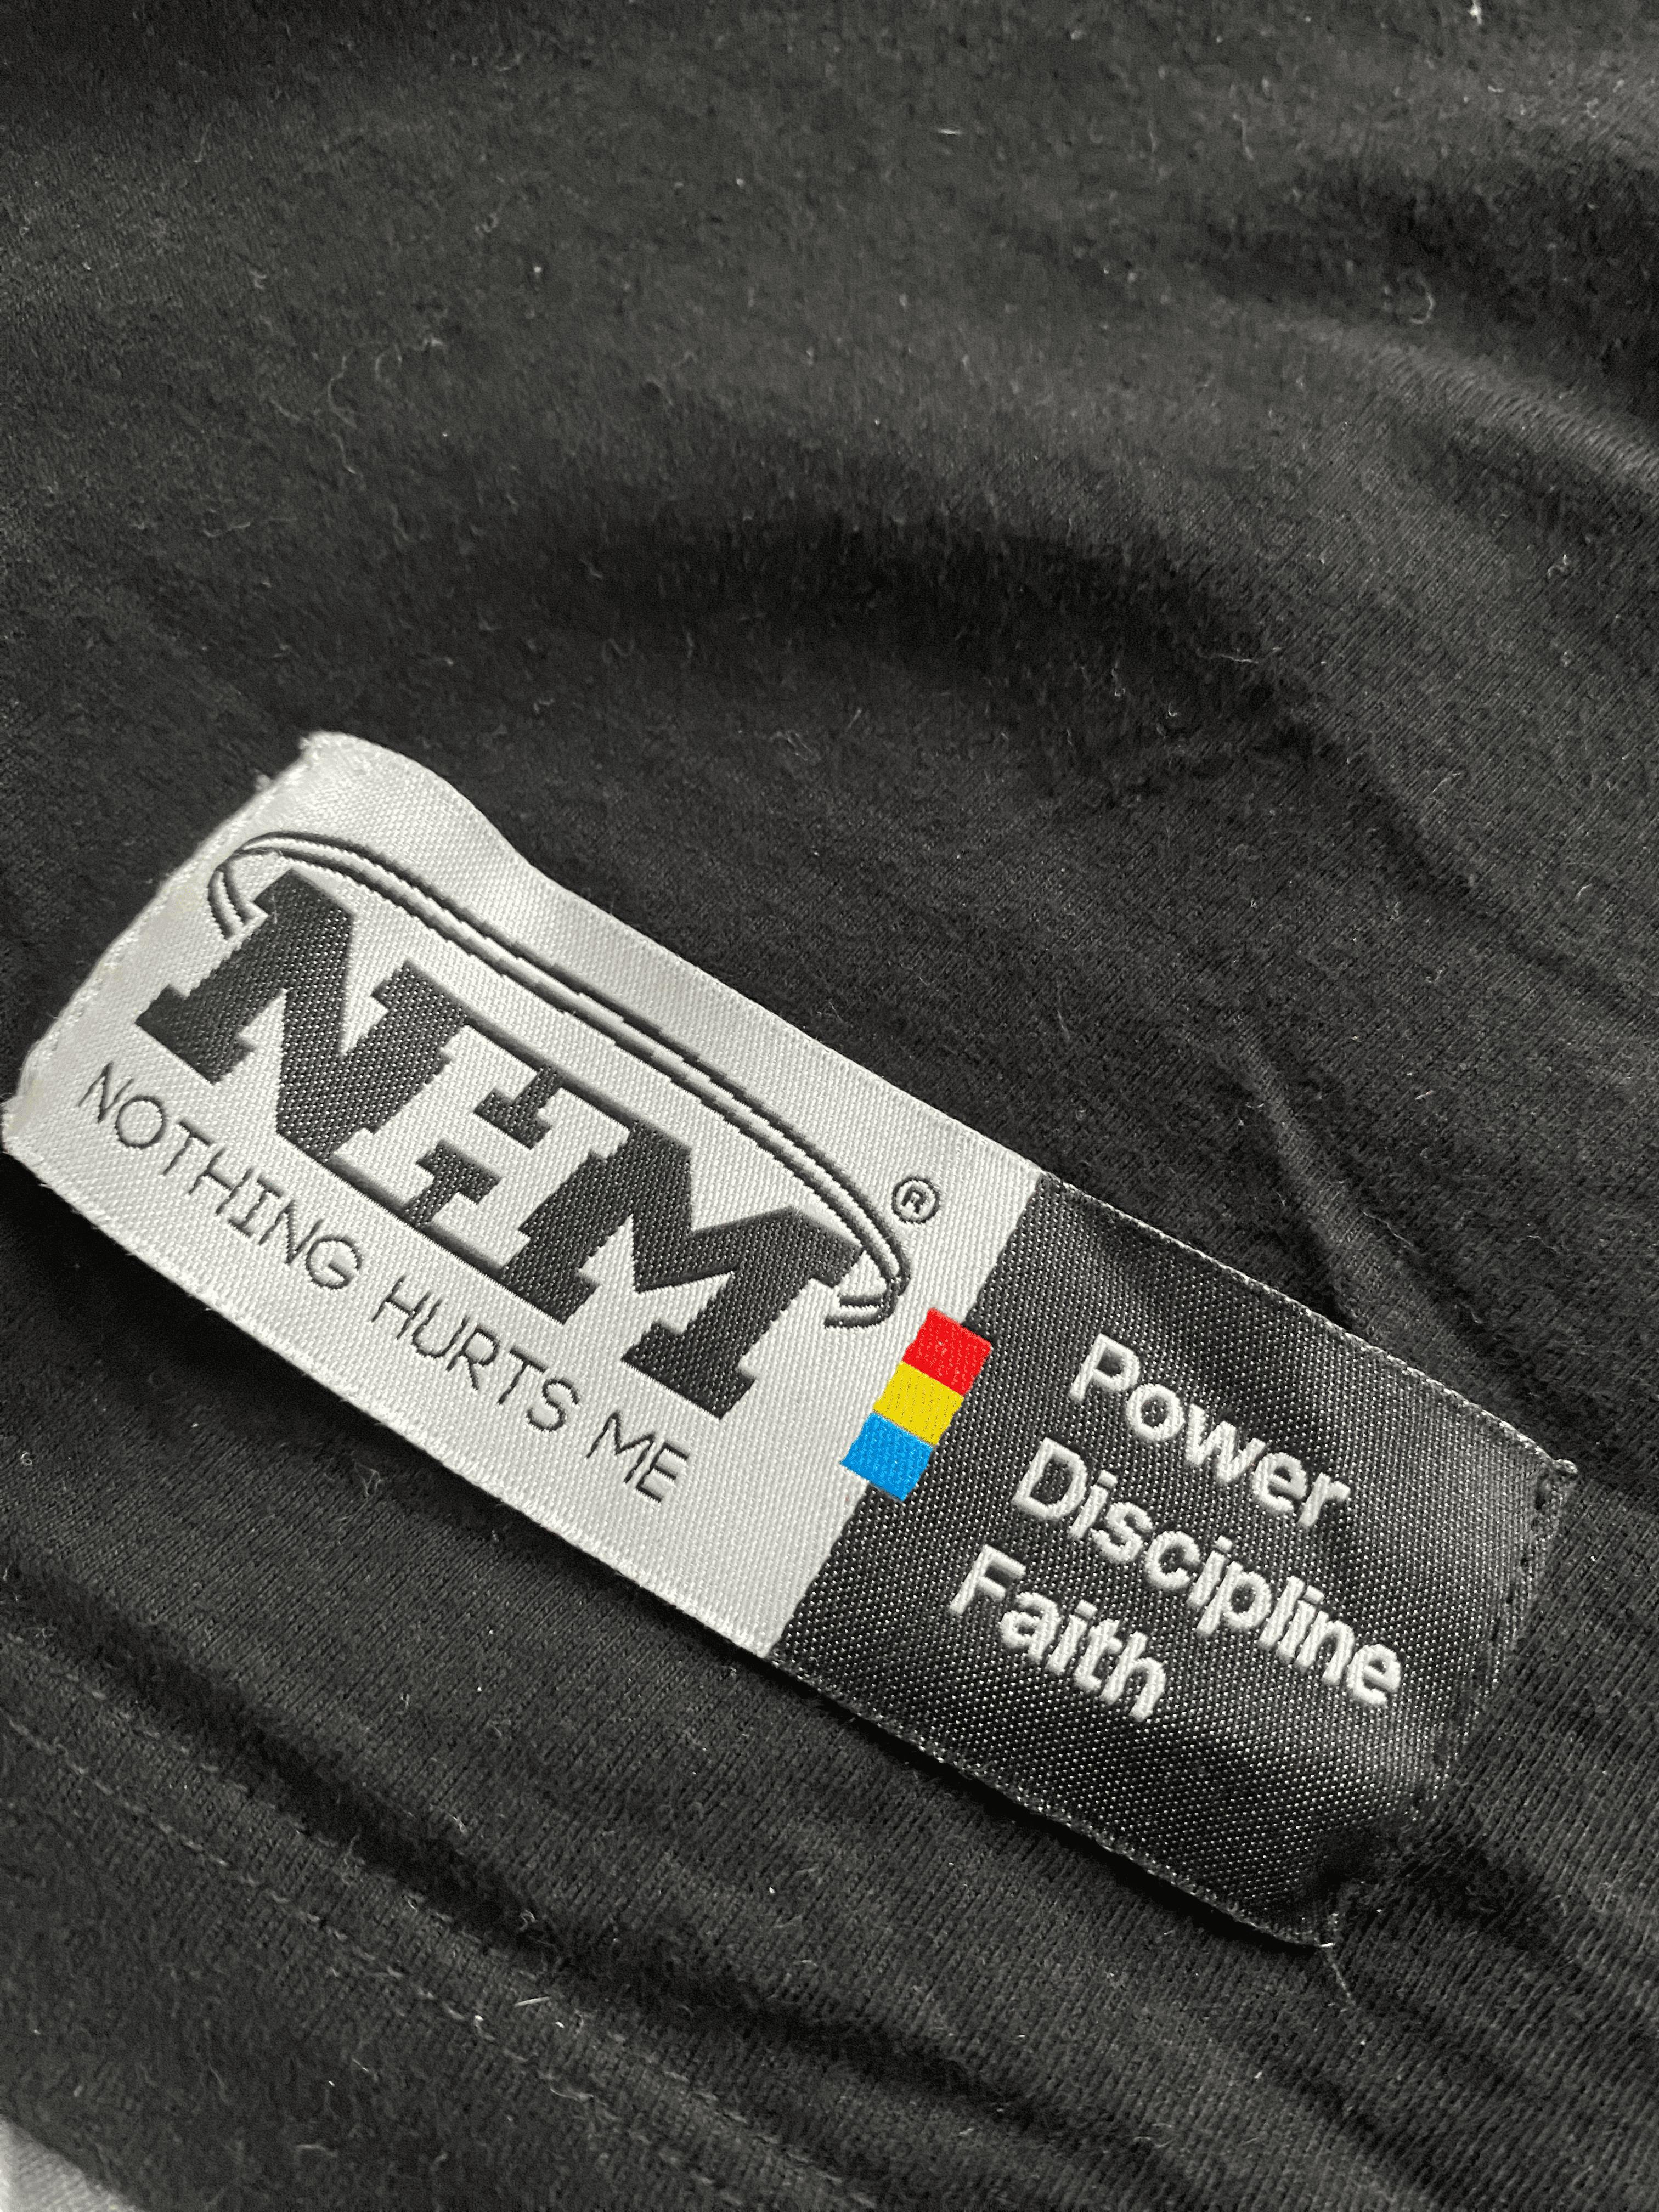 NHM®
NOTHING HURTS ME
Power
Discipline
Faith